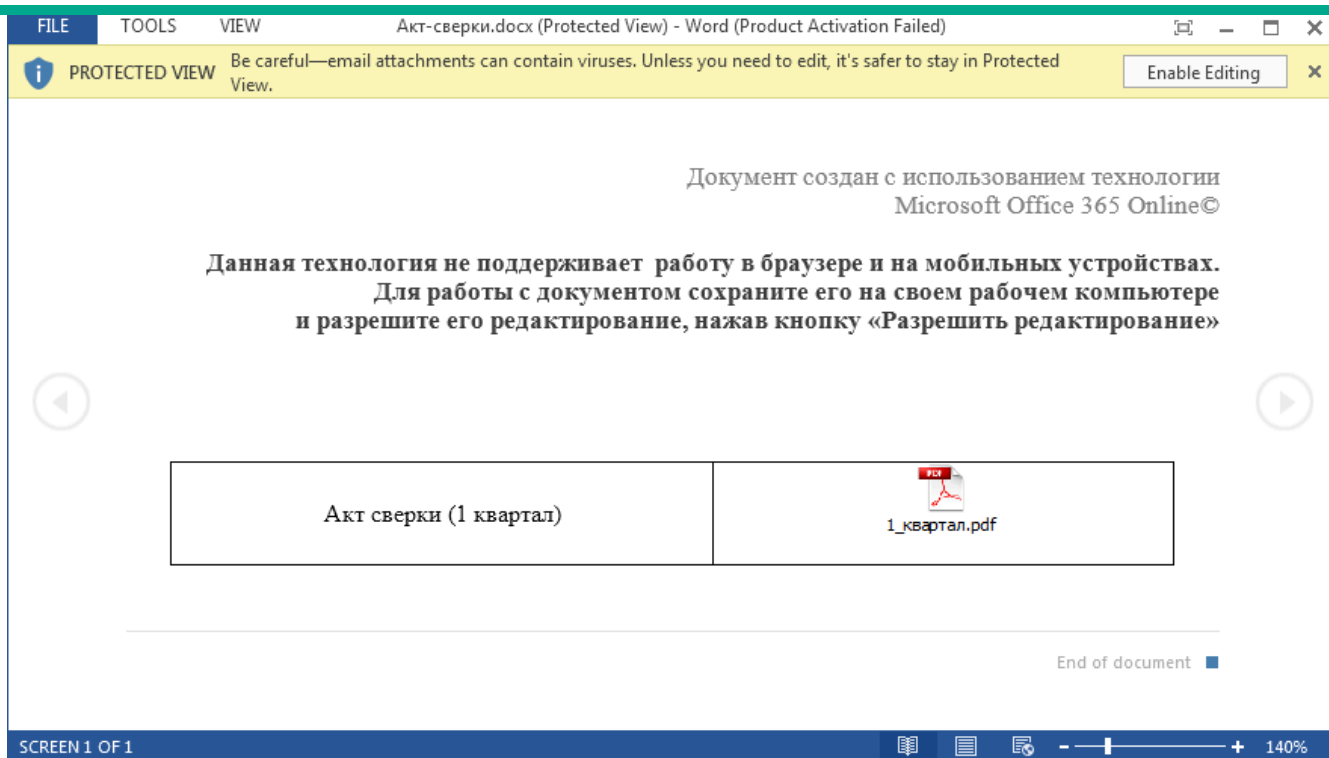 FILE TOOLS VIEW Акт-сверки.docx (Protected View) - Word (Product Activation Failed)
PROTECTED VIEW Be careful—email attachments can contain viruses. Unless you need to edit, it's safer to stay in Protected
View.
Enable Editing
Документ создан с использованием технологии
Microsoft Office 365 Online©
Данная технология не поддерживает работу в браузере и на мобильных устройствах.
Для работы с документом сохраните его на своем рабочем компьютере
и разрешите его редактирование, нажав кнопку «Разрешить редактирование»
Акт сверки (1 квартал)
PDF
1_квартал.pdf
End of document
SCREEN 1 OF 1
140%